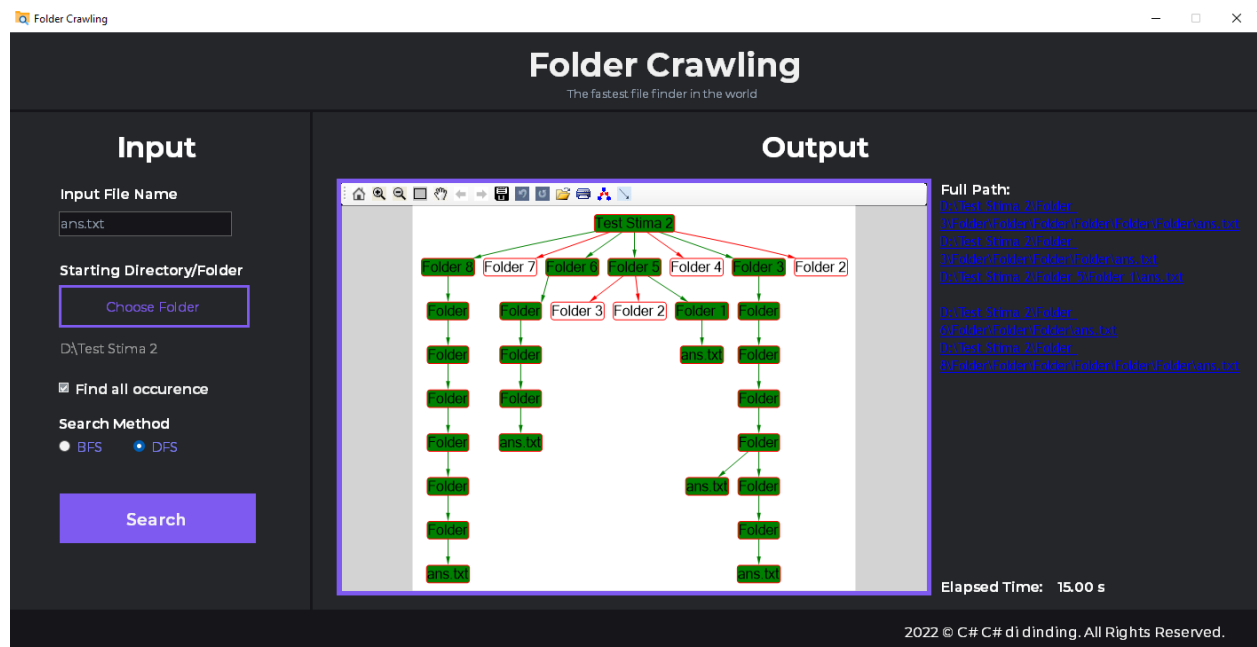 Folder Crawling
Folder Crawling
The fastest file finder in the world
Input
Input File Name
ans.txt
Starting Directory/Folder
Choose Folder
D:\Test Stima 2
Find all occurence
Search Method
BFS DFS
Search
Output
Test Stima 2
Folder 8 Folder 7 Folder 6 Folder 5 Folder 4 Folder 3 Folder 2
Folder Folder Folder 3 Folder 2 Folder 1 Folder
Folder Folder ans.txt Folder
Folder Folder Folder
Folder ans.txt Folder
Folder ans.txt Folder
Folder Folder
ans.txt ans.txt
Full Path:
D:\Test Stima 2\Folder
3\Folder\Folder\Folder\Folder\Folder\Folder\ans.txt
D:\Test Stima 2\Folder
3\Folder\Folder\Folder\Folder\ans.txt
D:\Test Stima 2\Folder 5\Folder 1\ans.txt
D:\Test Stima 2\Folder
6\Folder\Folder\Folder\ans.txt
D:\Test Stima 2\Folder
8\Folder\Folder\Folder\Folder\Folder\Folder\ans.txt
Elapsed Time: 15.00 s
2022 © C# C# di dinding. All Rights Reserved.